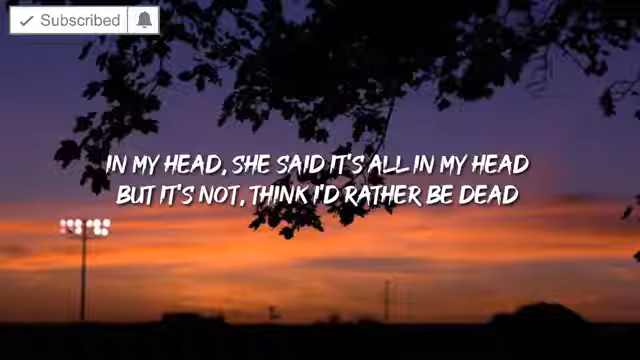 Subscribed
IN MY HEAD, SHE SAID IT'S ALL IN MY HEAD
BUT IT'S NOT, THINK I'D RATHER BE DEAD